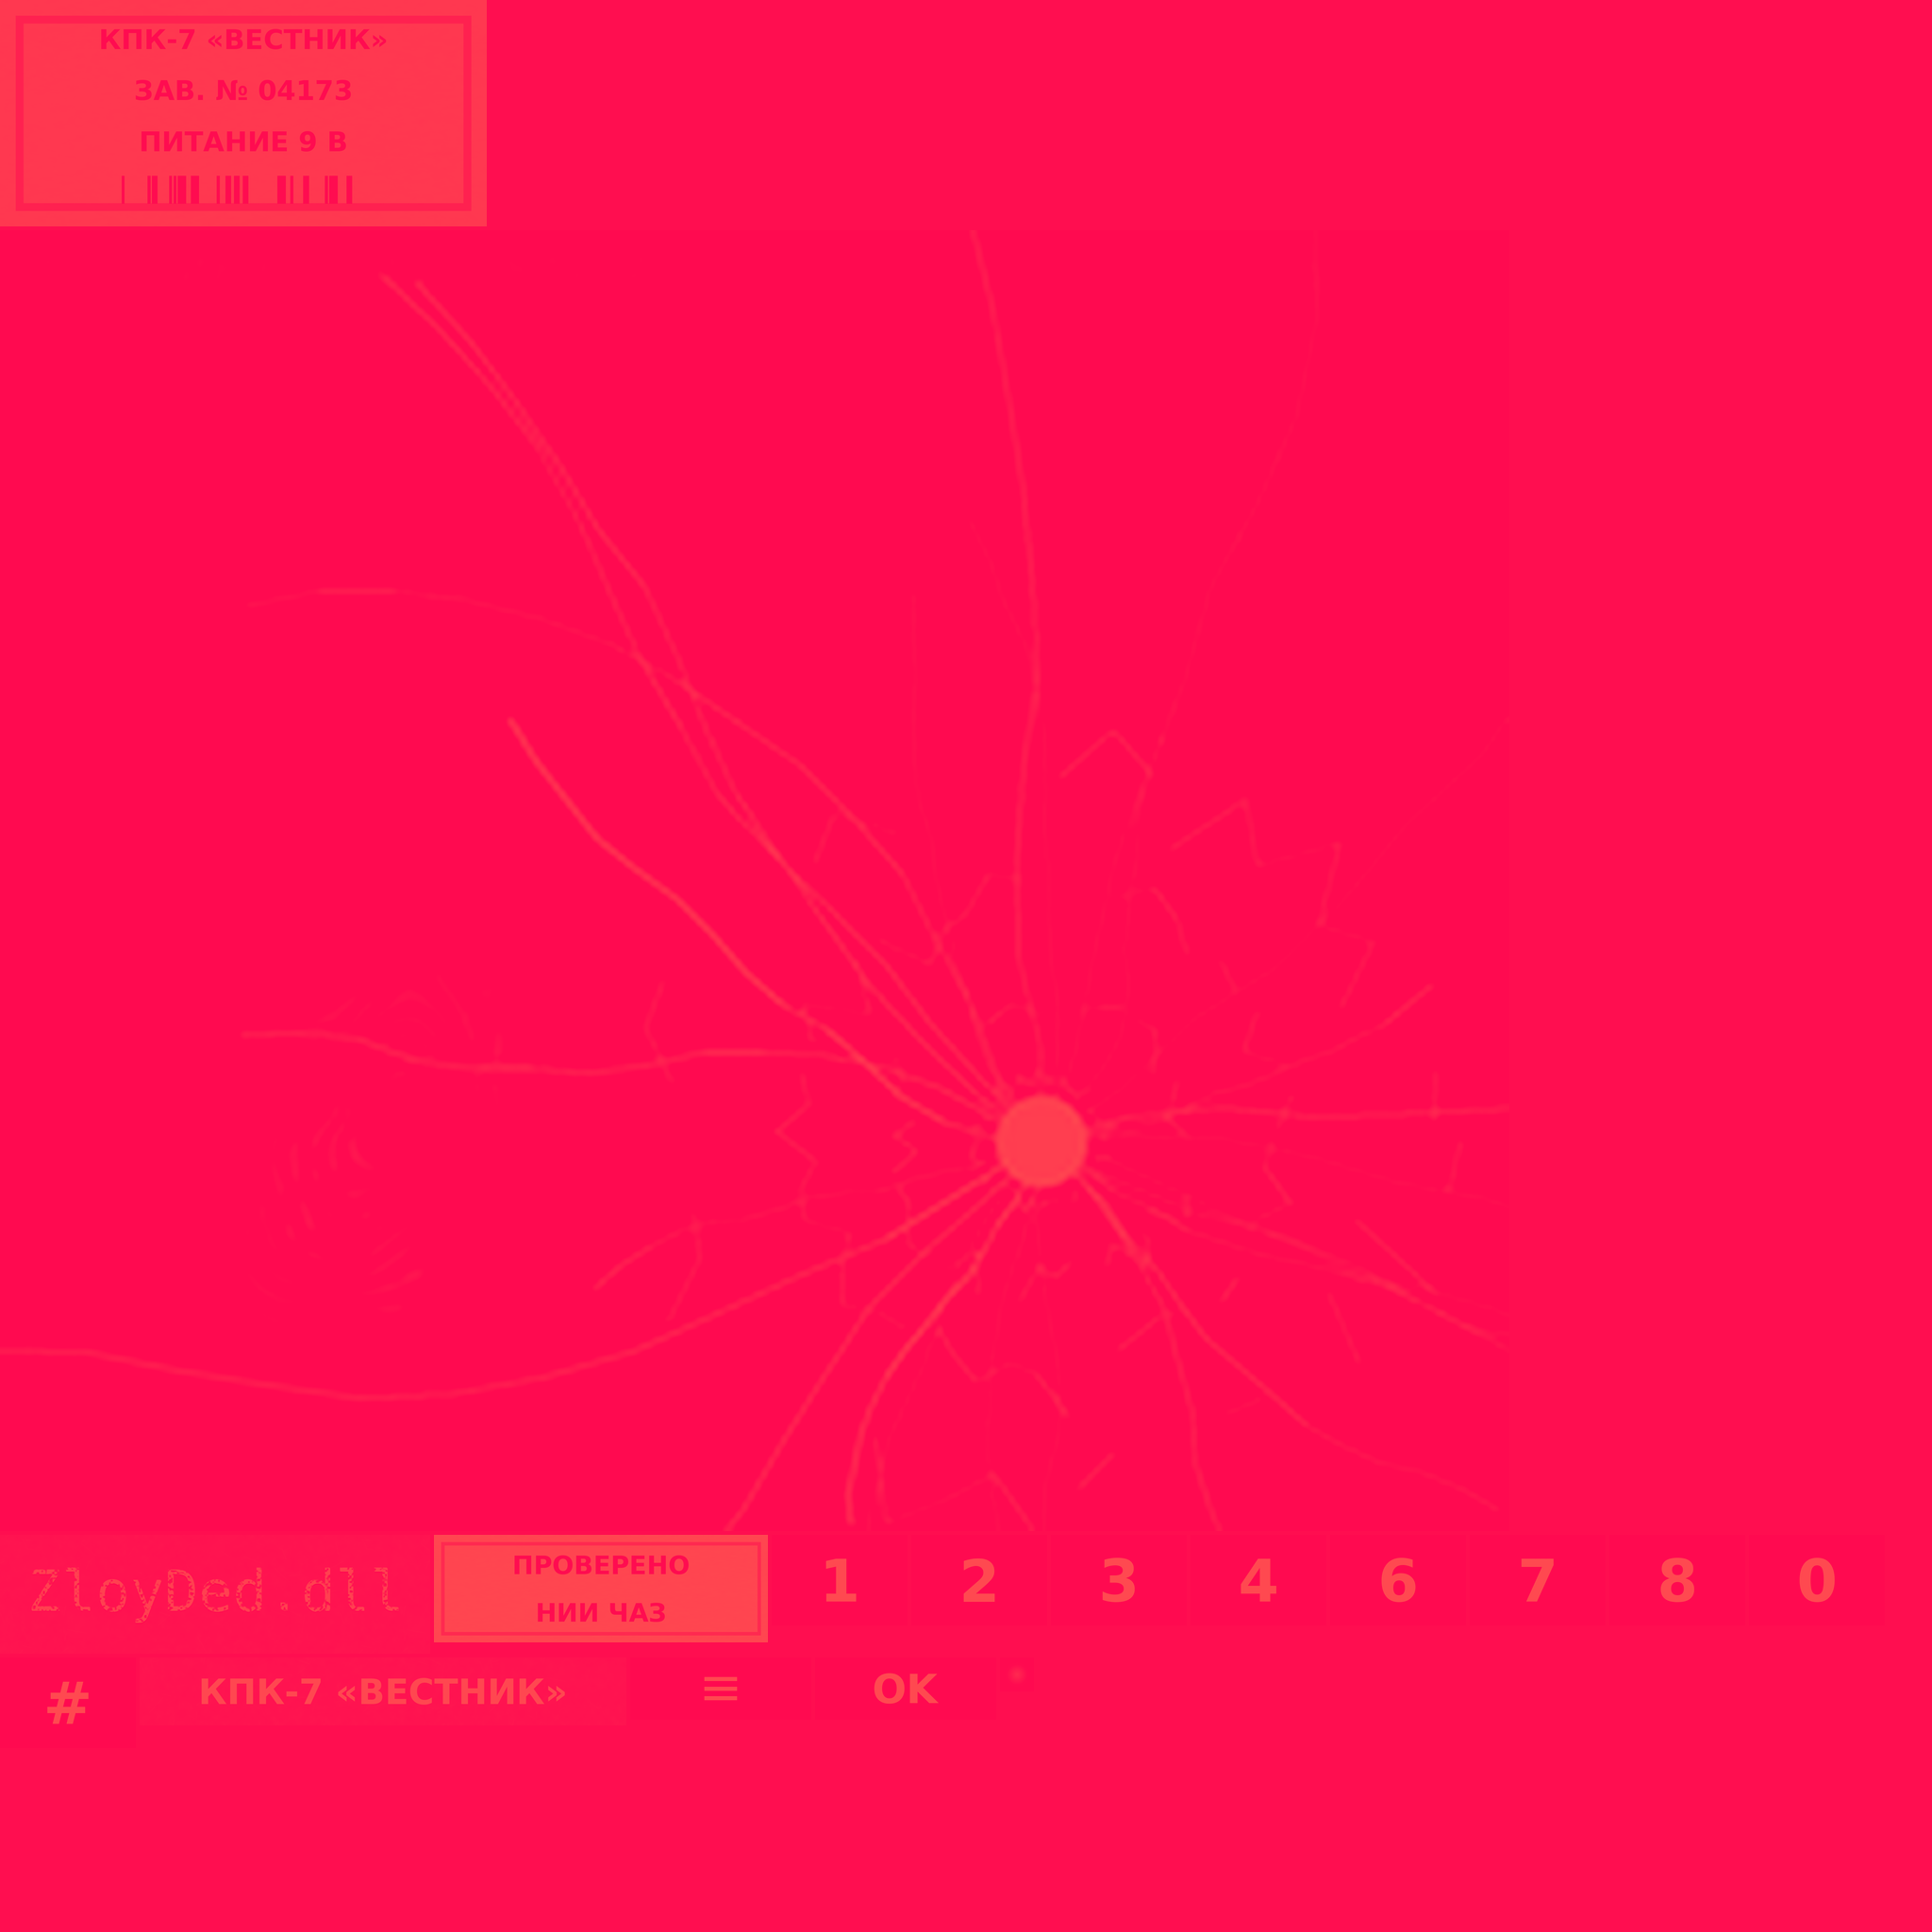 КПК-7 «ВЕСТНИК»
ЗАВ. № 04173
ПИТАНИЕ 9 В
ZloyDed.dll
ПРОВЕРЕНО
НИИ ЧАЗ
1 2 3 4 6 7 8 0
# КПК-7 «ВЕСТНИК» ≡ OK